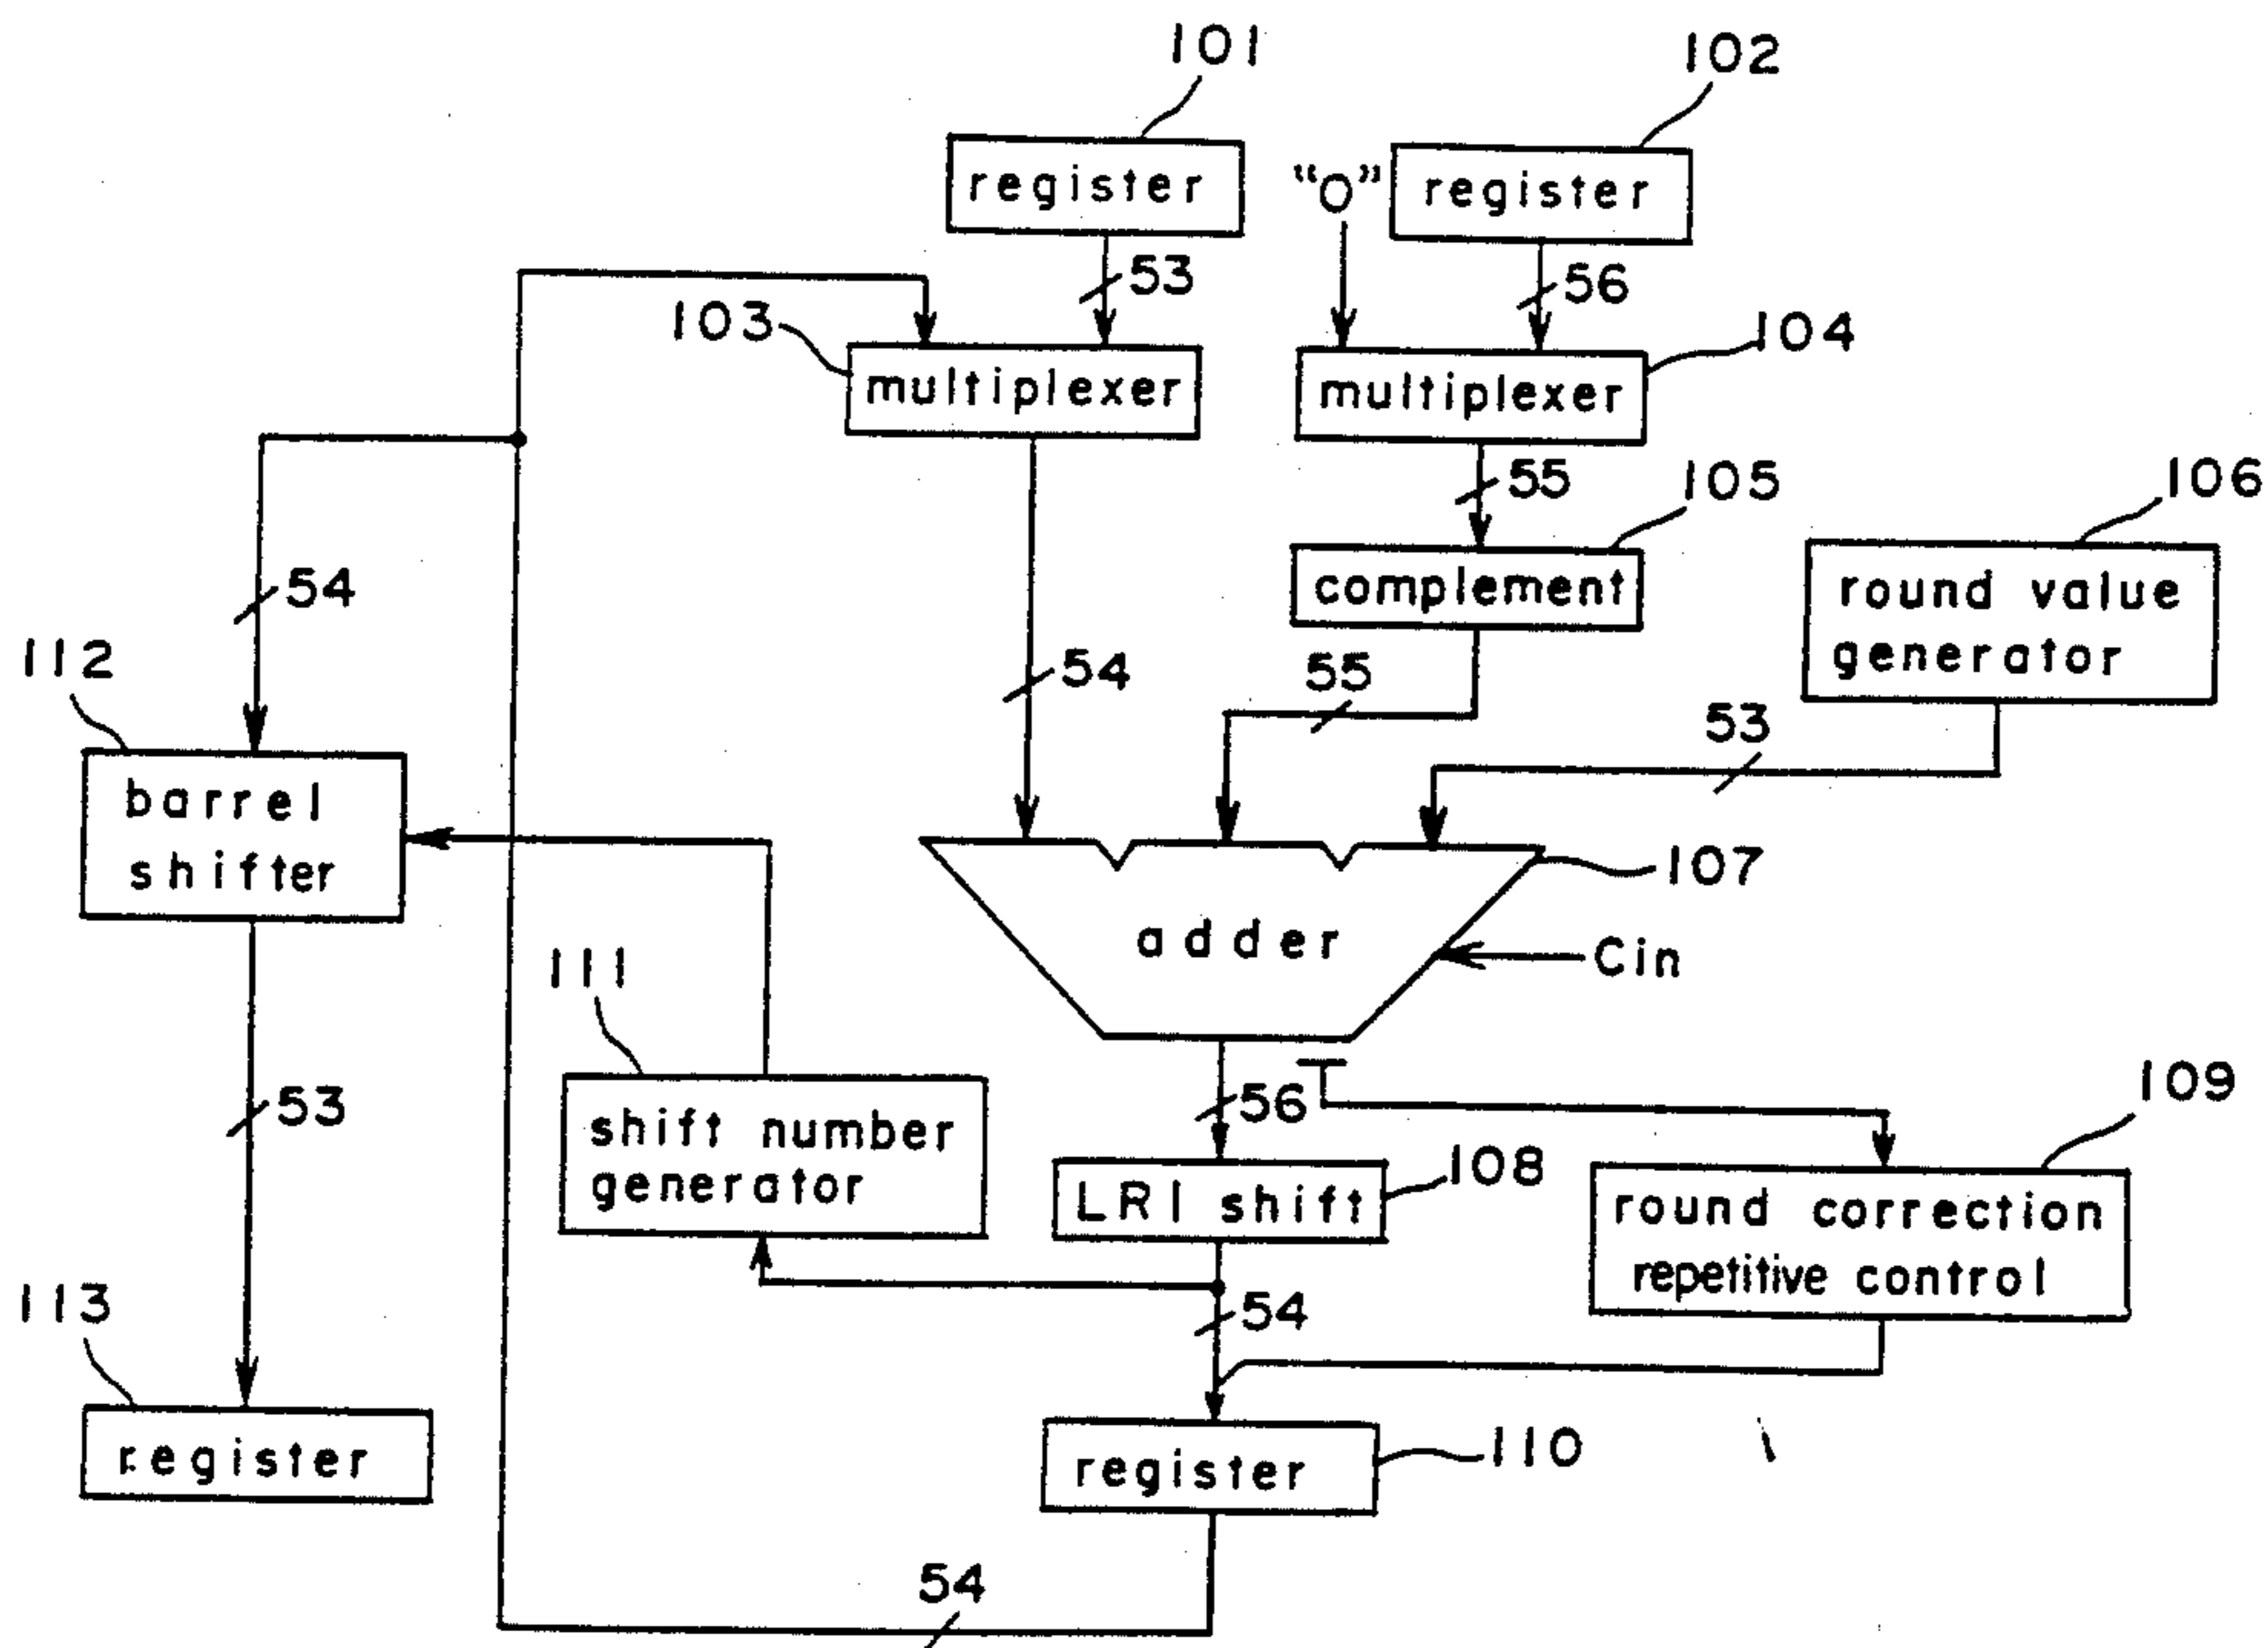 101
102
register
"O"
register
53
56
103
multiplexer
multiplexer
104
55
105
106
complement
round value
generator
54
112
54
55
53
barrel
shifter
107
adder
Cin
111
53
shift number
generator
56
109
LR1 shift
108
round correction
repetitive control
54
113
register
register
110
54